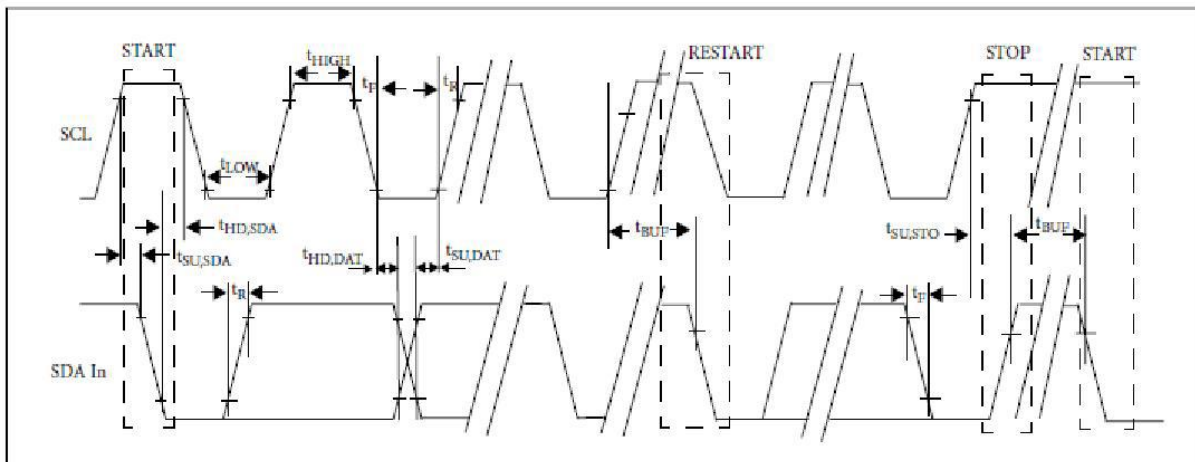 START
RESTART
STOP
START
tHIGH
tF
tR
SCL
tLOW
tHD,SDA
tSU,SDA
tHD,DAT
tSU,DAT
tBUF
tSU,STO
tBUF
tR
tF
SDA In